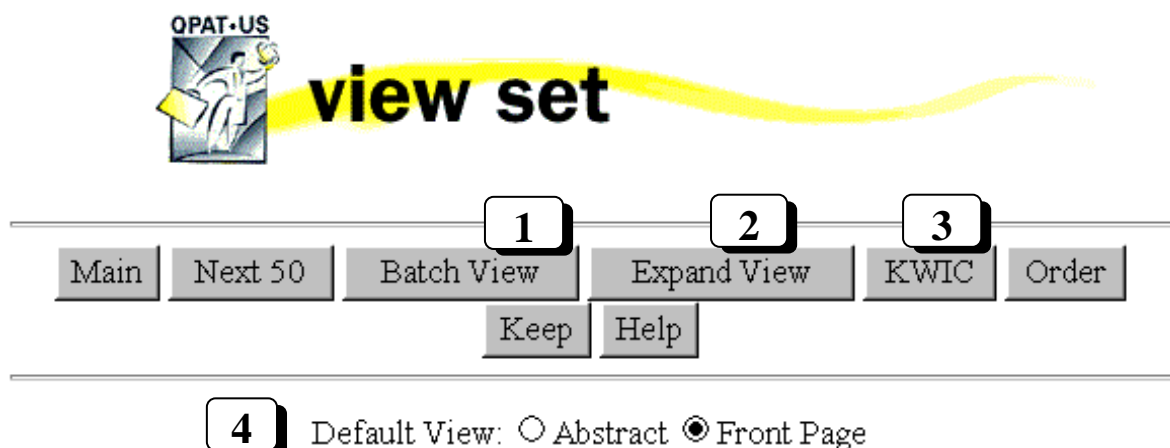 QPAT•US
view set
1 2 3
Main Next 50 Batch View Expand View KWIC Order
Keep Help
4 Default View: Abstract Front Page